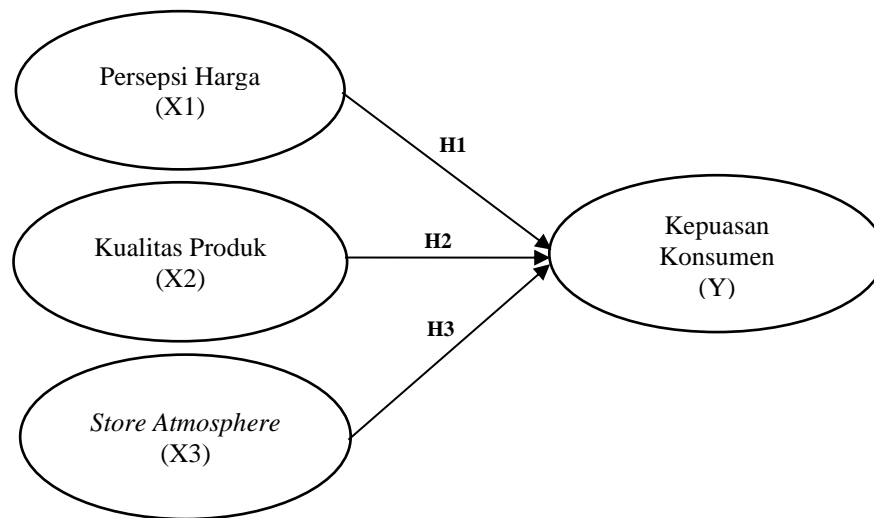 Persepsi Harga
(X1)
H1
Kualitas Produk
(X2)
H2
Kepuasan
Konsumen
(Y)
H3
Store Atmosphere
(X3)